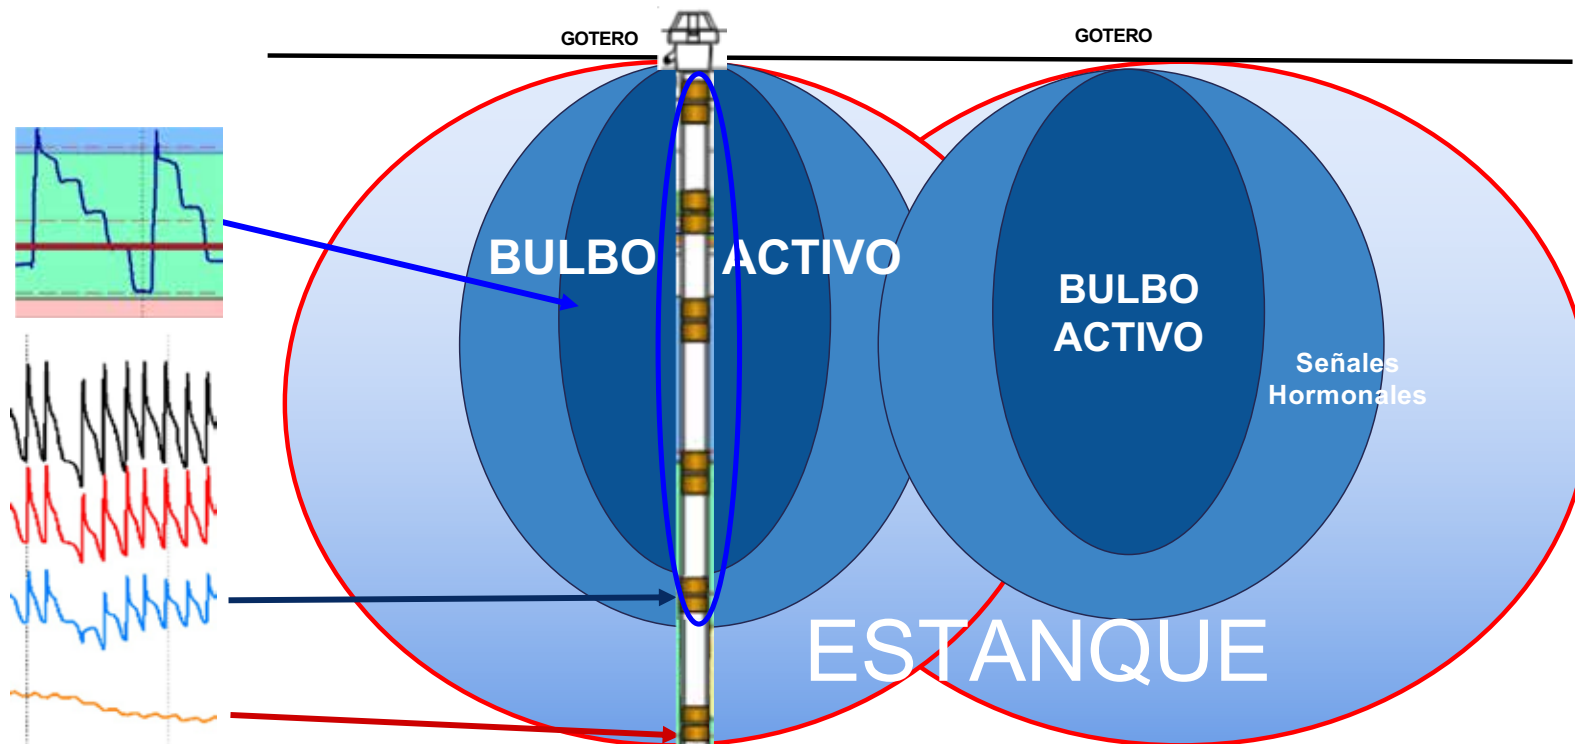 GOTERO
GOTERO
BULBO ACTIVO
BULBO
ACTIVO
Señales
Hormonales
ESTANQUE